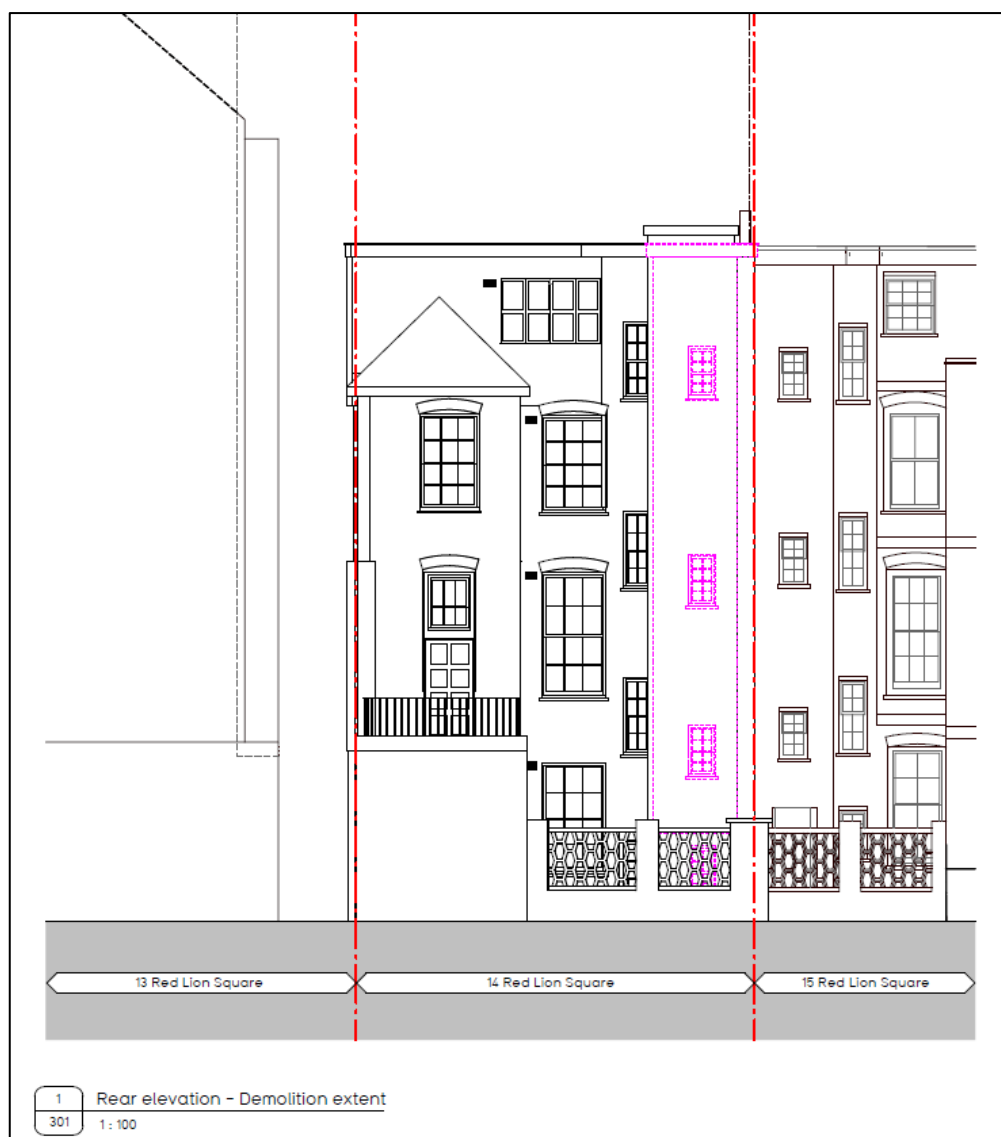 13 Red Lion Square
14 Red Lion Square
15 Red Lion Square
1
Rear elevation - Demolition extent
301
1 : 100